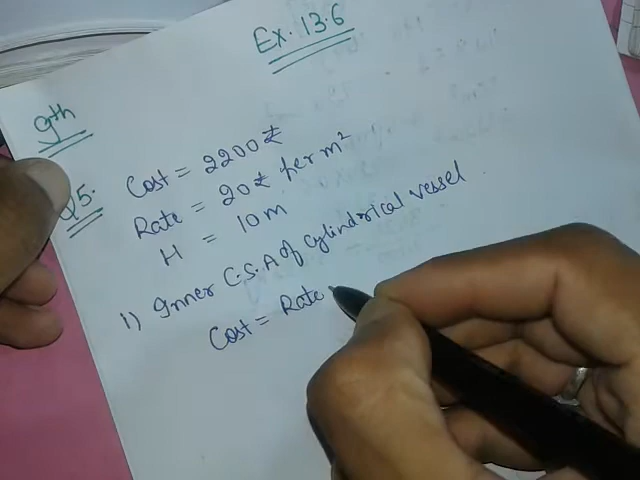 Ex. 13.6
9th
Q5.
Cost = 2200 ₹
Rate = 20₹ per m²
H = 10m
1) Inner C.S.A of cylindrical vessel.
Cost = Rate